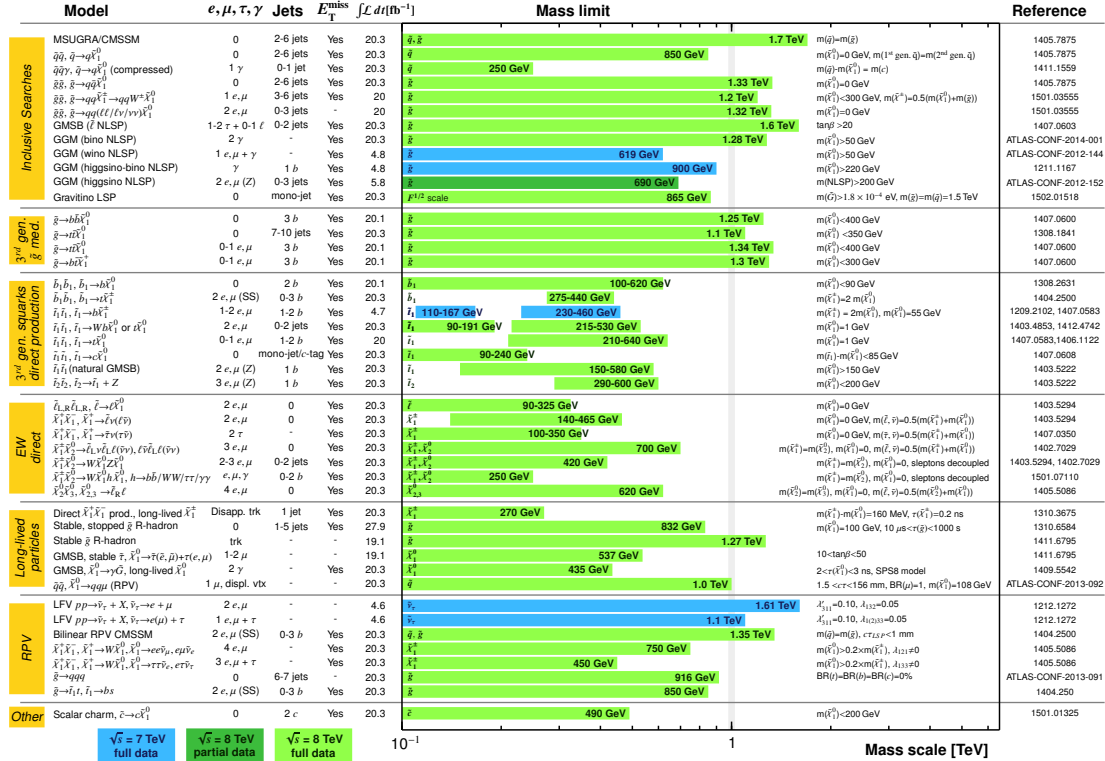 Model e, μ, τ, γ Jets E_T^miss ∫L dt[fb⁻¹] Mass limit Reference
Inclusive Searches
MSUGRA/CMSSM 0 2-6 jets Yes 20.3 q̃, g̃ 1.7 TeV m(q̃)=m(g̃) 1405.7875
q̃q̃, q̃→qχ̃₁⁰ 0 2-6 jets Yes 20.3 q̃ 850 GeV m(χ̃₁⁰)=0 GeV, m(1ˢᵗ gen. q̃)=m(2ⁿᵈ gen. q̃) 1405.7875
q̃q̃γ, q̃→qχ̃₁⁰ (compressed) 1 γ 0-1 jet Yes 20.3 q̃ 250 GeV m(q̃)-m(χ̃₁⁰) = m(c) 1411.1559
g̃g̃, g̃→qq̄χ̃₁⁰ 0 2-6 jets Yes 20.3 g̃ 1.33 TeV m(χ̃₁⁰)=0 GeV 1405.7875
g̃g̃, g̃→qqχ̃₁^±→qqW^±χ̃₁⁰ 1 e, μ 3-6 jets Yes 20 g̃ 1.2 TeV m(χ̃₁⁰)<300 GeV, m(χ̃^±)=0.5(m(χ̃₁⁰)+m(g̃)) 1501.03555
g̃g̃, g̃→qq(ℓℓ/ℓν/νν)χ̃₁⁰ 2 e, μ 0-3 jets - 20 g̃ 1.32 TeV m(χ̃₁⁰)=0 GeV 1501.03555
GMSB (ℓ̃ NLSP) 1-2 τ + 0-1 ℓ 0-2 jets Yes 20.3 g̃ 1.6 TeV tanβ >20 1407.0603
GGM (bino NLSP) 2 γ - Yes 20.3 g̃ 1.28 TeV m(χ̃₁⁰)>50 GeV ATLAS-CONF-2014-001
GGM (wino NLSP) 1 e, μ + γ - Yes 4.8 g̃ 619 GeV m(χ̃₁⁰)>50 GeV ATLAS-CONF-2012-144
GGM (higgsino-bino NLSP) γ 1 b Yes 4.8 g̃ 900 GeV m(χ̃₁⁰)>220 GeV 1211.1167
GGM (higgsino NLSP) 2 e, μ (Z) 0-3 jets Yes 5.8 g̃ 690 GeV m(NLSP)>200 GeV ATLAS-CONF-2012-152
Gravitino LSP 0 mono-jet Yes 20.3 F^1/2 scale 865 GeV m(G̃)>1.8 × 10⁻⁴ eV, m(g̃)=m(q̃)=1.5 TeV 1502.01518
3ʳᵈ gen. g̃ med.
g̃→bb̄χ̃₁⁰ 0 3 b Yes 20.1 g̃ 1.25 TeV m(χ̃₁⁰)<400 GeV 1407.0600
g̃→tt̄χ̃₁⁰ 0 7-10 jets Yes 20.3 g̃ 1.1 TeV m(χ̃₁⁰) <350 GeV 1308.1841
g̃→tt̄χ̃₁⁰ 0-1 e, μ 3 b Yes 20.1 g̃ 1.34 TeV m(χ̃₁⁰)<400 GeV 1407.0600
g̃→bt̄χ̃₁⁺ 0-1 e, μ 3 b Yes 20.1 g̃ 1.3 TeV m(χ̃₁⁰)<300 GeV 1407.0600
3ʳᵈ gen. squarks direct production
b̃₁b̃₁, b̃₁→bχ̃₁⁰ 0 2 b Yes 20.1 b̃₁ 100-620 GeV m(χ̃₁⁰)<90 GeV 1308.2631
b̃₁b̃₁, b̃₁→tχ̃₁^± 2 e, μ (SS) 0-3 b Yes 20.3 b̃₁ 275-440 GeV m(χ̃₁^±)=2 m(χ̃₁⁰) 1404.2500
t̃₁t̃₁, t̃₁→bχ̃₁^± 1-2 e, μ 1-2 b Yes 4.7 t̃₁ 110-167 GeV 230-460 GeV m(χ̃₁^±) = 2m(χ̃₁⁰), m(χ̃₁⁰)=55 GeV 1209.2102, 1407.0583
t̃₁t̃₁, t̃₁→Wbχ̃₁⁰ or tχ̃₁⁰ 2 e, μ 0-2 jets Yes 20.3 t̃₁ 90-191 GeV 215-530 GeV m(χ̃₁⁰)=1 GeV 1403.4853, 1412.4742
t̃₁t̃₁, t̃₁→tχ̃₁⁰ 0-1 e, μ 1-2 b Yes 20 t̃₁ 210-640 GeV m(χ̃₁⁰)=1 GeV 1407.0583,1406.1122
t̃₁t̃₁, t̃₁→cχ̃₁⁰ 0 mono-jet/c-tag Yes 20.3 t̃₁ 90-240 GeV m(t̃₁)-m(χ̃₁⁰)<85 GeV 1407.0608
t̃₁t̃₁(natural GMSB) 2 e, μ (Z) 1 b Yes 20.3 t̃₁ 150-580 GeV m(χ̃₁⁰)>150 GeV 1403.5222
t̃₂t̃₂, t̃₂→t̃₁ + Z 3 e, μ (Z) 1 b Yes 20.3 t̃₂ 290-600 GeV m(χ̃₁⁰)<200 GeV 1403.5222
EW direct
ℓ̃_L,R ℓ̃_L,R, ℓ̃→ℓχ̃₁⁰ 2 e, μ 0 Yes 20.3 ℓ̃ 90-325 GeV m(χ̃₁⁰)=0 GeV 1403.5294
χ̃₁⁺χ̃₁⁻, χ̃₁⁺→ℓ̃ν(ℓν̃) 2 e, μ 0 Yes 20.3 χ̃₁^± 140-465 GeV m(χ̃₁⁰)=0 GeV, m(ℓ̃, ν̃)=0.5(m(χ̃₁^±)+m(χ̃₁⁰)) 1403.5294
χ̃₁⁺χ̃₁⁻, χ̃₁⁺→τ̃ν(τν̃) 2 τ - Yes 20.3 χ̃₁^± 100-350 GeV m(χ̃₁⁰)=0 GeV, m(τ̃, ν̃)=0.5(m(χ̃₁^±)+m(χ̃₁⁰)) 1407.0350
χ̃₁^±χ̃₂⁰→ℓ̃_Lνℓ̃_Lℓ(ν̃ν), ℓν̃ℓ̃_Lℓ(ν̃ν) 3 e, μ 0 Yes 20.3 χ̃₁^±, χ̃₂⁰ 700 GeV m(χ̃₁^±)=m(χ̃₂⁰), m(χ̃₁⁰)=0, m(ℓ̃, ν̃)=0.5(m(χ̃₁^±)+m(χ̃₁⁰)) 1402.7029
χ̃₁^±χ̃₂⁰→Wχ̃₁⁰Zχ̃₁⁰ 2-3 e, μ 0-2 jets Yes 20.3 χ̃₁^±, χ̃₂⁰ 420 GeV m(χ̃₁^±)=m(χ̃₂⁰), m(χ̃₁⁰)=0, sleptons decoupled 1403.5294, 1402.7029
χ̃₁^±χ̃₂⁰→Wχ̃₁⁰hχ̃₁⁰, h→bb̄/WW/ττ/γγ e, μ, γ 0-2 b Yes 20.3 χ̃₁^±, χ̃₂⁰ 250 GeV m(χ̃₁^±)=m(χ̃₂⁰), m(χ̃₁⁰)=0, sleptons decoupled 1501.07110
χ̃₂⁰χ̃₃⁰, χ̃₂,₃⁰→ℓ̃_Rℓ 4 e, μ 0 Yes 20.3 χ̃₂,₃⁰ 620 GeV m(χ̃₂⁰)=m(χ̃₃⁰), m(χ̃₁⁰)=0, m(ℓ̃, ν̃)=0.5(m(χ̃₂⁰)+m(χ̃₁⁰)) 1405.5086
Long-lived particles
Direct χ̃₁⁺χ̃₁⁻ prod., long-lived χ̃₁^± Disapp. trk 1 jet Yes 20.3 χ̃₁^± 270 GeV m(χ̃₁^±)-m(χ̃₁⁰)=160 MeV, τ(χ̃₁^±)=0.2 ns 1310.3675
Stable, stopped g̃ R-hadron 0 1-5 jets Yes 27.9 g̃ 832 GeV m(χ̃₁⁰)=100 GeV, 10 μs<τ(g̃)<1000 s 1310.6584
Stable g̃ R-hadron trk - - 19.1 g̃ 1.27 TeV 1411.6795
GMSB, stable τ̃, χ̃₁⁰→τ̃(ẽ, μ̃)+τ(e, μ) 1-2 μ - - 19.1 χ̃₁⁰ 537 GeV 10<tanβ<50 1411.6795
GMSB, χ̃₁⁰→γG̃, long-lived χ̃₁⁰ 2 γ - Yes 20.3 χ̃₁⁰ 435 GeV 2<τ(χ̃₁⁰)<3 ns, SPS8 model 1409.5542
q̃q̃, χ̃₁⁰→qqμ (RPV) 1 μ, displ. vtx - - 20.3 q̃ 1.0 TeV 1.5 <cτ<156 mm, BR(μ)=1, m(χ̃₁⁰)=108 GeV ATLAS-CONF-2013-092
RPV
LFV pp→ν̃_τ + X, ν̃_τ→e + μ 2 e, μ - - 4.6 ν̃_τ 1.61 TeV λ′₃₁₁=0.10, λ₁₃₂=0.05 1212.1272
LFV pp→ν̃_τ + X, ν̃_τ→e(μ) + τ 1 e, μ + τ - - 4.6 ν̃_τ 1.1 TeV λ′₃₁₁=0.10, λ₁₍₂₎₃₃=0.05 1212.1272
Bilinear RPV CMSSM 2 e, μ (SS) 0-3 b Yes 20.3 q̃, g̃ 1.35 TeV m(q̃)=m(g̃), cτ_LSP<1 mm 1404.2500
χ̃₁⁺χ̃₁⁻, χ̃₁⁺→Wχ̃₁⁰, χ̃₁⁰→eeν̃_μ, eμν̃_e 4 e, μ - Yes 20.3 χ̃₁^± 750 GeV m(χ̃₁⁰)>0.2×m(χ̃₁^±), λ₁₂₁≠0 1405.5086
χ̃₁⁺χ̃₁⁻, χ̃₁⁺→Wχ̃₁⁰, χ̃₁⁰→ττν̃_e, eτν̃_τ 3 e, μ + τ - Yes 20.3 χ̃₁^± 450 GeV m(χ̃₁⁰)>0.2×m(χ̃₁^±), λ₁₃₃≠0 1405.5086
g̃→qqq 0 6-7 jets - 20.3 g̃ 916 GeV BR(t)=BR(b)=BR(c)=0% ATLAS-CONF-2013-091
g̃→t̃₁t, t̃₁→bs 2 e, μ (SS) 0-3 b Yes 20.3 g̃ 850 GeV 1404.250
Other
Scalar charm, c̃→cχ̃₁⁰ 0 2 c Yes 20.3 c̃ 490 GeV m(χ̃₁⁰)<200 GeV 1501.01325
√s = 7 TeV full data
√s = 8 TeV partial data
√s = 8 TeV full data
10⁻¹ 1 Mass scale [TeV]